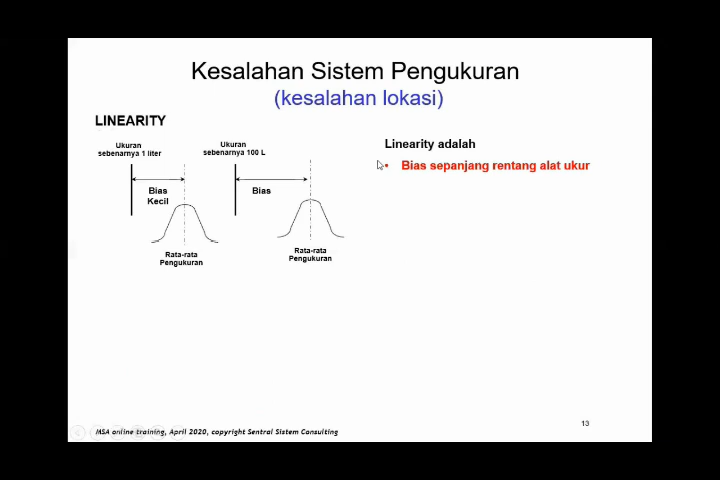 Kesalahan Sistem Pengukuran
(kesalahan lokasi)
LINEARITY
Ukuran
sebenarnya 1 liter
Ukuran
sebenarnya 100 L
Bias
Kecil
Bias
Rata-rata
Pengukuran
Rata-rata
Pengukuran
Linearity adalah
• Bias sepanjang rentang alat ukur
13
MSA online training, April 2020, copyright Sentral Sistem Consulting